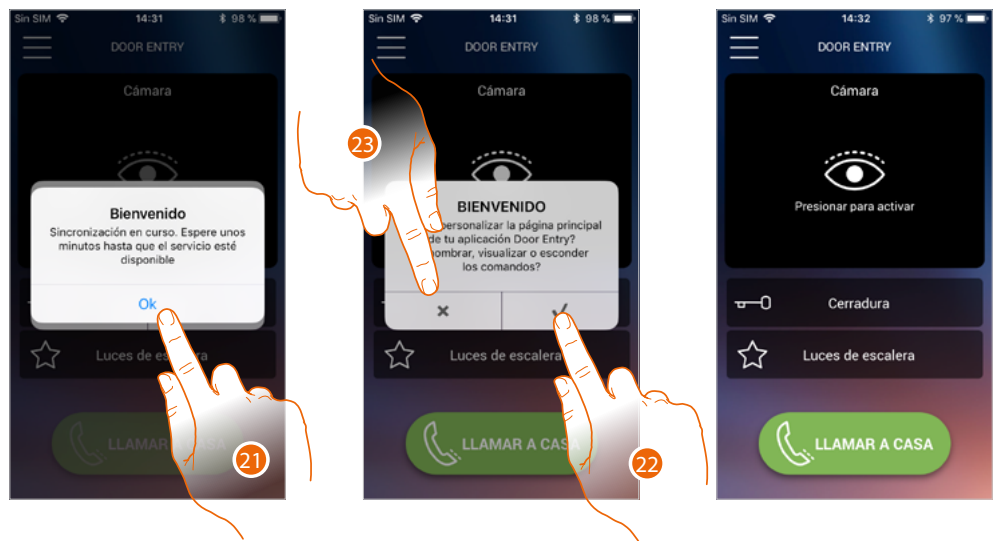 Sin SIM 14:31 98 %
DOOR ENTRY
Cámara
Bienvenido
Sincronización en curso. Espere unos
minutos hasta que el servicio esté
disponible
Ok
Luces de
LLAMAR A CASA
21
Sin SIM 14:31 98 %
DOOR ENTRY
Cámara
23
BIENVENIDO
personalizar la página principal
de tu aplicación Door Entry?
nombrar, visualizar o esconder
los comandos?
Luces de escalera
LLAMAR A CASA
22
Sin SIM 14:32 97 %
DOOR ENTRY
Cámara
Presionar para activar
Cerradura
Luces de escalera
LLAMAR A CASA